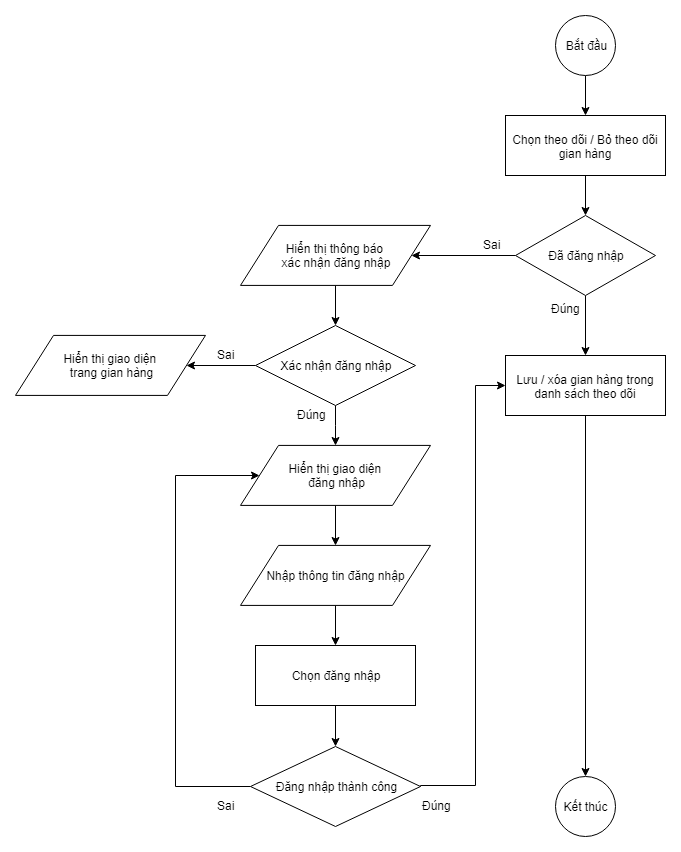 Bắt đầu
Chọn theo dõi / Bỏ theo dõi
gian hàng
Đã đăng nhập
Sai
Hiển thị thông báo
xác nhận đăng nhập
Đúng
Xác nhận đăng nhập
Sai
Hiển thị giao diện
trang gian hàng
Lưu / xóa gian hàng trong
danh sách theo dõi
Đúng
Hiển thị giao diện
đăng nhập
Nhập thông tin đăng nhập
Chọn đăng nhập
Đăng nhập thành công
Sai
Đúng
Kết thúc